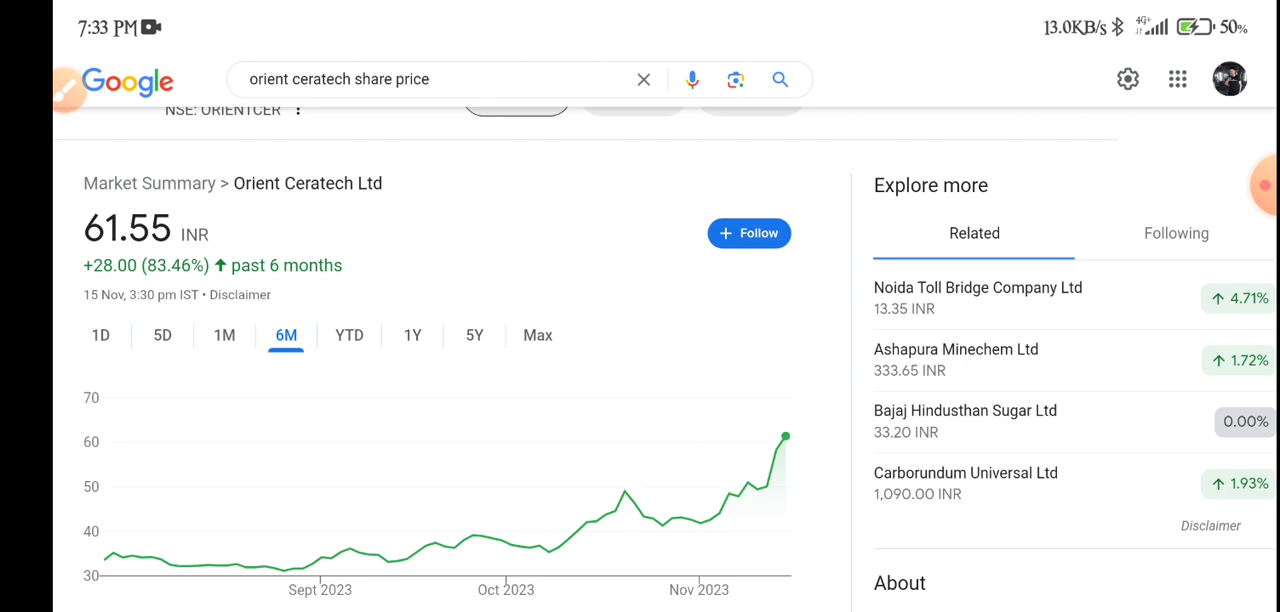 7:33 PM
13.0KB/s 4G+ 50%
Google
orient ceratech share price
NSE: ORIENTCER
Market Summary > Orient Ceratech Ltd
61.55 INR
+ Follow
+28.00 (83.46%) ↑ past 6 months
15 Nov, 3:30 pm IST • Disclaimer
1D 5D 1M 6M YTD 1Y 5Y Max
70
60
50
40
30
Sept 2023 Oct 2023 Nov 2023
Explore more
Related Following
Noida Toll Bridge Company Ltd
13.35 INR
↑ 4.71%
Ashapura Minechem Ltd
333.65 INR
↑ 1.72%
Bajaj Hindusthan Sugar Ltd
33.20 INR
0.00%
Carborundum Universal Ltd
1,090.00 INR
↑ 1.93%
Disclaimer
About